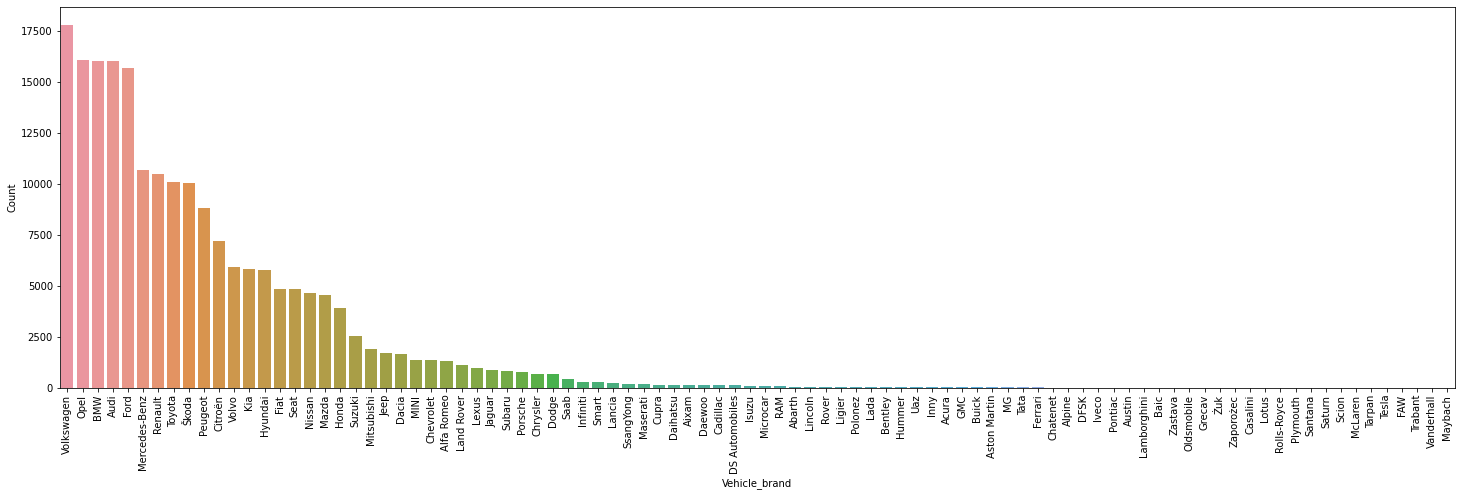 17500
15000
12500
10000
7500
5000
2500
0
Count
Volkswagen
Opel
BMW
Audi
Ford
Mercedes-Benz
Renault
Toyota
Škoda
Peugeot
Citroën
Volvo
Kia
Hyundai
Fiat
Seat
Nissan
Mazda
Honda
Suzuki
Mitsubishi
Jeep
Dacia
MINI
Chevrolet
Alfa Romeo
Land Rover
Lexus
Jaguar
Subaru
Porsche
Chrysler
Dodge
Saab
Infiniti
Smart
Lancia
SsangYong
Maserati
Cupra
Daihatsu
Aixam
Daewoo
Cadillac
DS Automobiles
Isuzu
Microcar
RAM
Abarth
Lincoln
Rover
Ligier
Polonez
Lada
Bentley
Hummer
Uaz
Inny
Acura
GMC
Buick
Aston Martin
MG
Tata
Ferrari
Chatenet
Alpine
DFSK
Iveco
Pontiac
Austin
Lamborghini
Baic
Zastava
Oldsmobile
Grecav
Żuk
Zaporożec
Casalini
Lotus
Rolls-Royce
Plymouth
Santana
Saturn
Scion
McLaren
Tarpan
Tesla
FAW
Trabant
Vanderhall
Maybach
Vehicle_brand